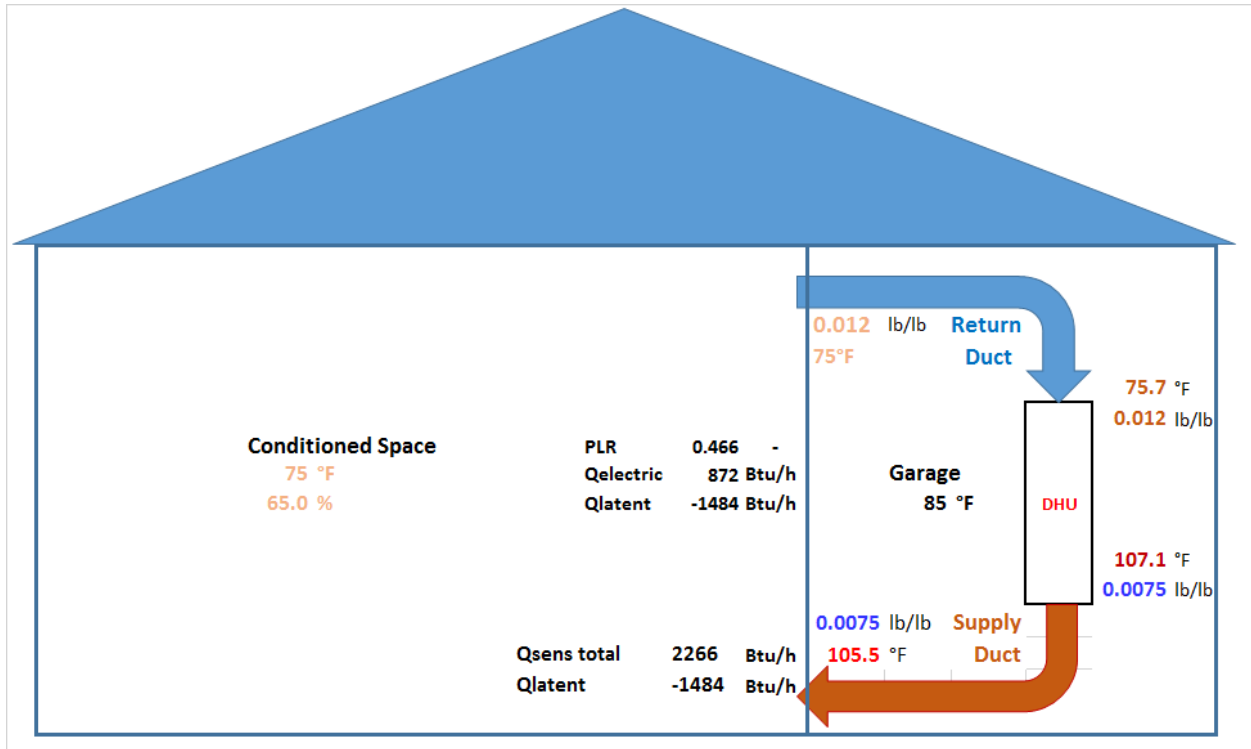 0.012 lb/lb Return
75°F Duct
75.7 °F
0.012 lb/lb
Conditioned Space
75 °F
65.0 %
PLR 0.466 -
Qelectric 872 Btu/h
Qlatent -1484 Btu/h
Garage
85 °F
DHU
107.1 °F
0.0075 lb/lb
0.0075 lb/lb Supply
105.5 °F Duct
Qsens total 2266 Btu/h
Qlatent -1484 Btu/h